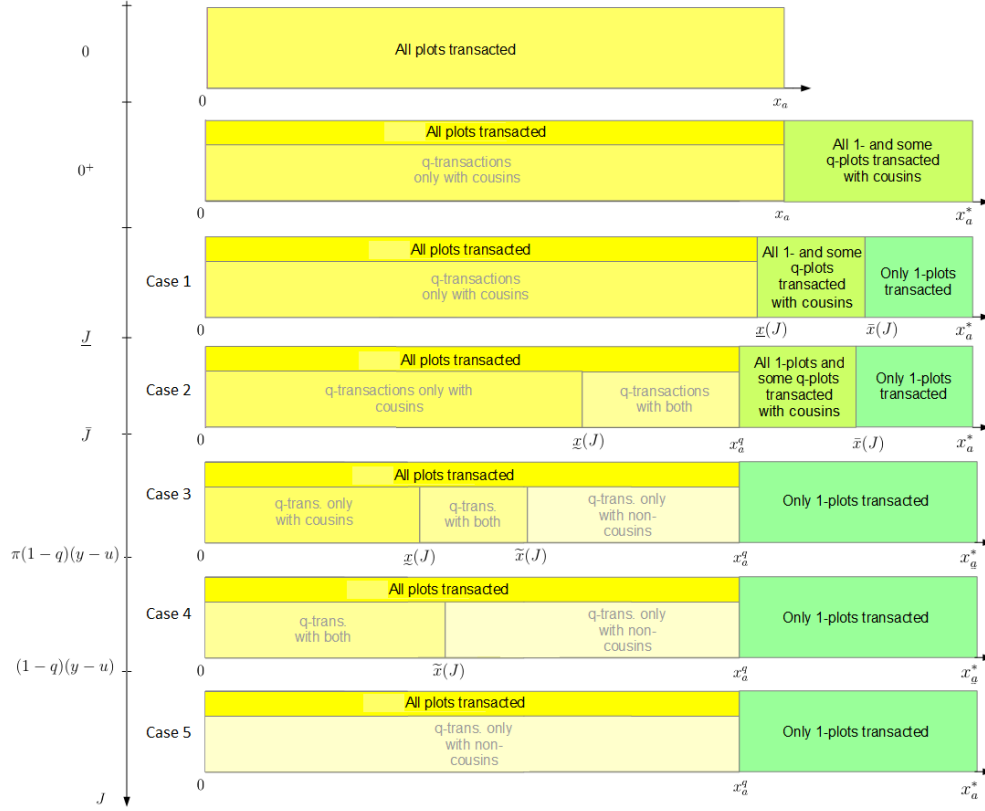 0
All plots transacted
0
x_a
0⁺
All plots transacted
q-transactions
only with cousins
All 1- and some
q-plots transacted
with cousins
0
x_a
x_a^*
Case 1
All plots transacted
q-transactions
only with cousins
All 1- and some
q-plots
transacted
with cousins
Only 1-plots
transacted
0
x̲(J)
x̄(J)
x_a^*
J̲
Case 2
All plots transacted
q-transactions only with
cousins
q-transactions
with both
All 1-plots and
some q-plots
transacted
with cousins
Only 1-plots
transacted
0
x̰(J)
x_a^q
x̄(J)
x_a^*
J̄
Case 3
All plots transacted
q-trans. only
with cousins
q-trans.
with both
q-trans. only
with non-
cousins
Only 1-plots transacted
0
x̰(J)
x̃(J)
x_a^q
x_a̲^*
π(1 − q)(y − u)
Case 4
All plots transacted
q-trans.
with both
q-trans. only
with non-
cousins
Only 1-plots transacted
0
x̃(J)
x_a^q
x_a̲^*
(1 − q)(y − u)
Case 5
All plots transacted
q-trans. only
with non-
cousins
Only 1-plots transacted
0
x_a^q
x_a^*
J